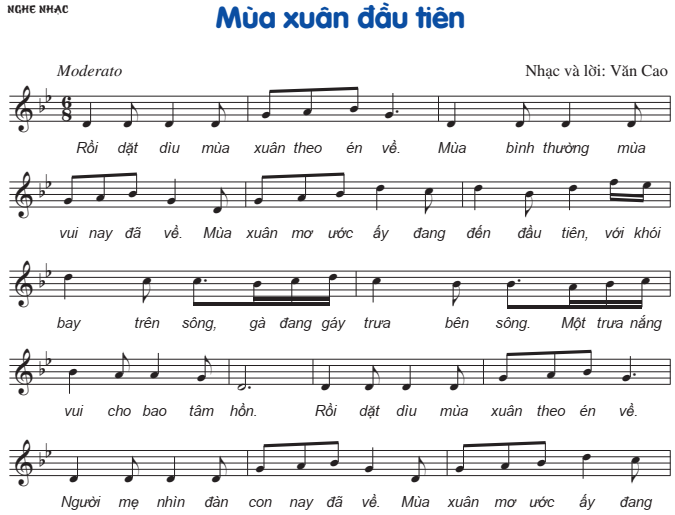 NGHE NHẠC
Mùa xuân đầu tiên
Moderato
Nhạc và lời: Văn Cao
6
8
Rồi dặt dìu mùa xuân theo én về. Mùa bình thường mùa
vui nay đã về. Mùa xuân mơ ước ấy đang đến đầu tiên, với khói
bay trên sông, gà đang gáy trưa bên sông. Một trưa nắng
vui cho bao tâm hồn. Rồi dặt dìu mùa xuân theo én về.
Người mẹ nhìn đàn con nay đã về. Mùa xuân mơ ước ấy đang